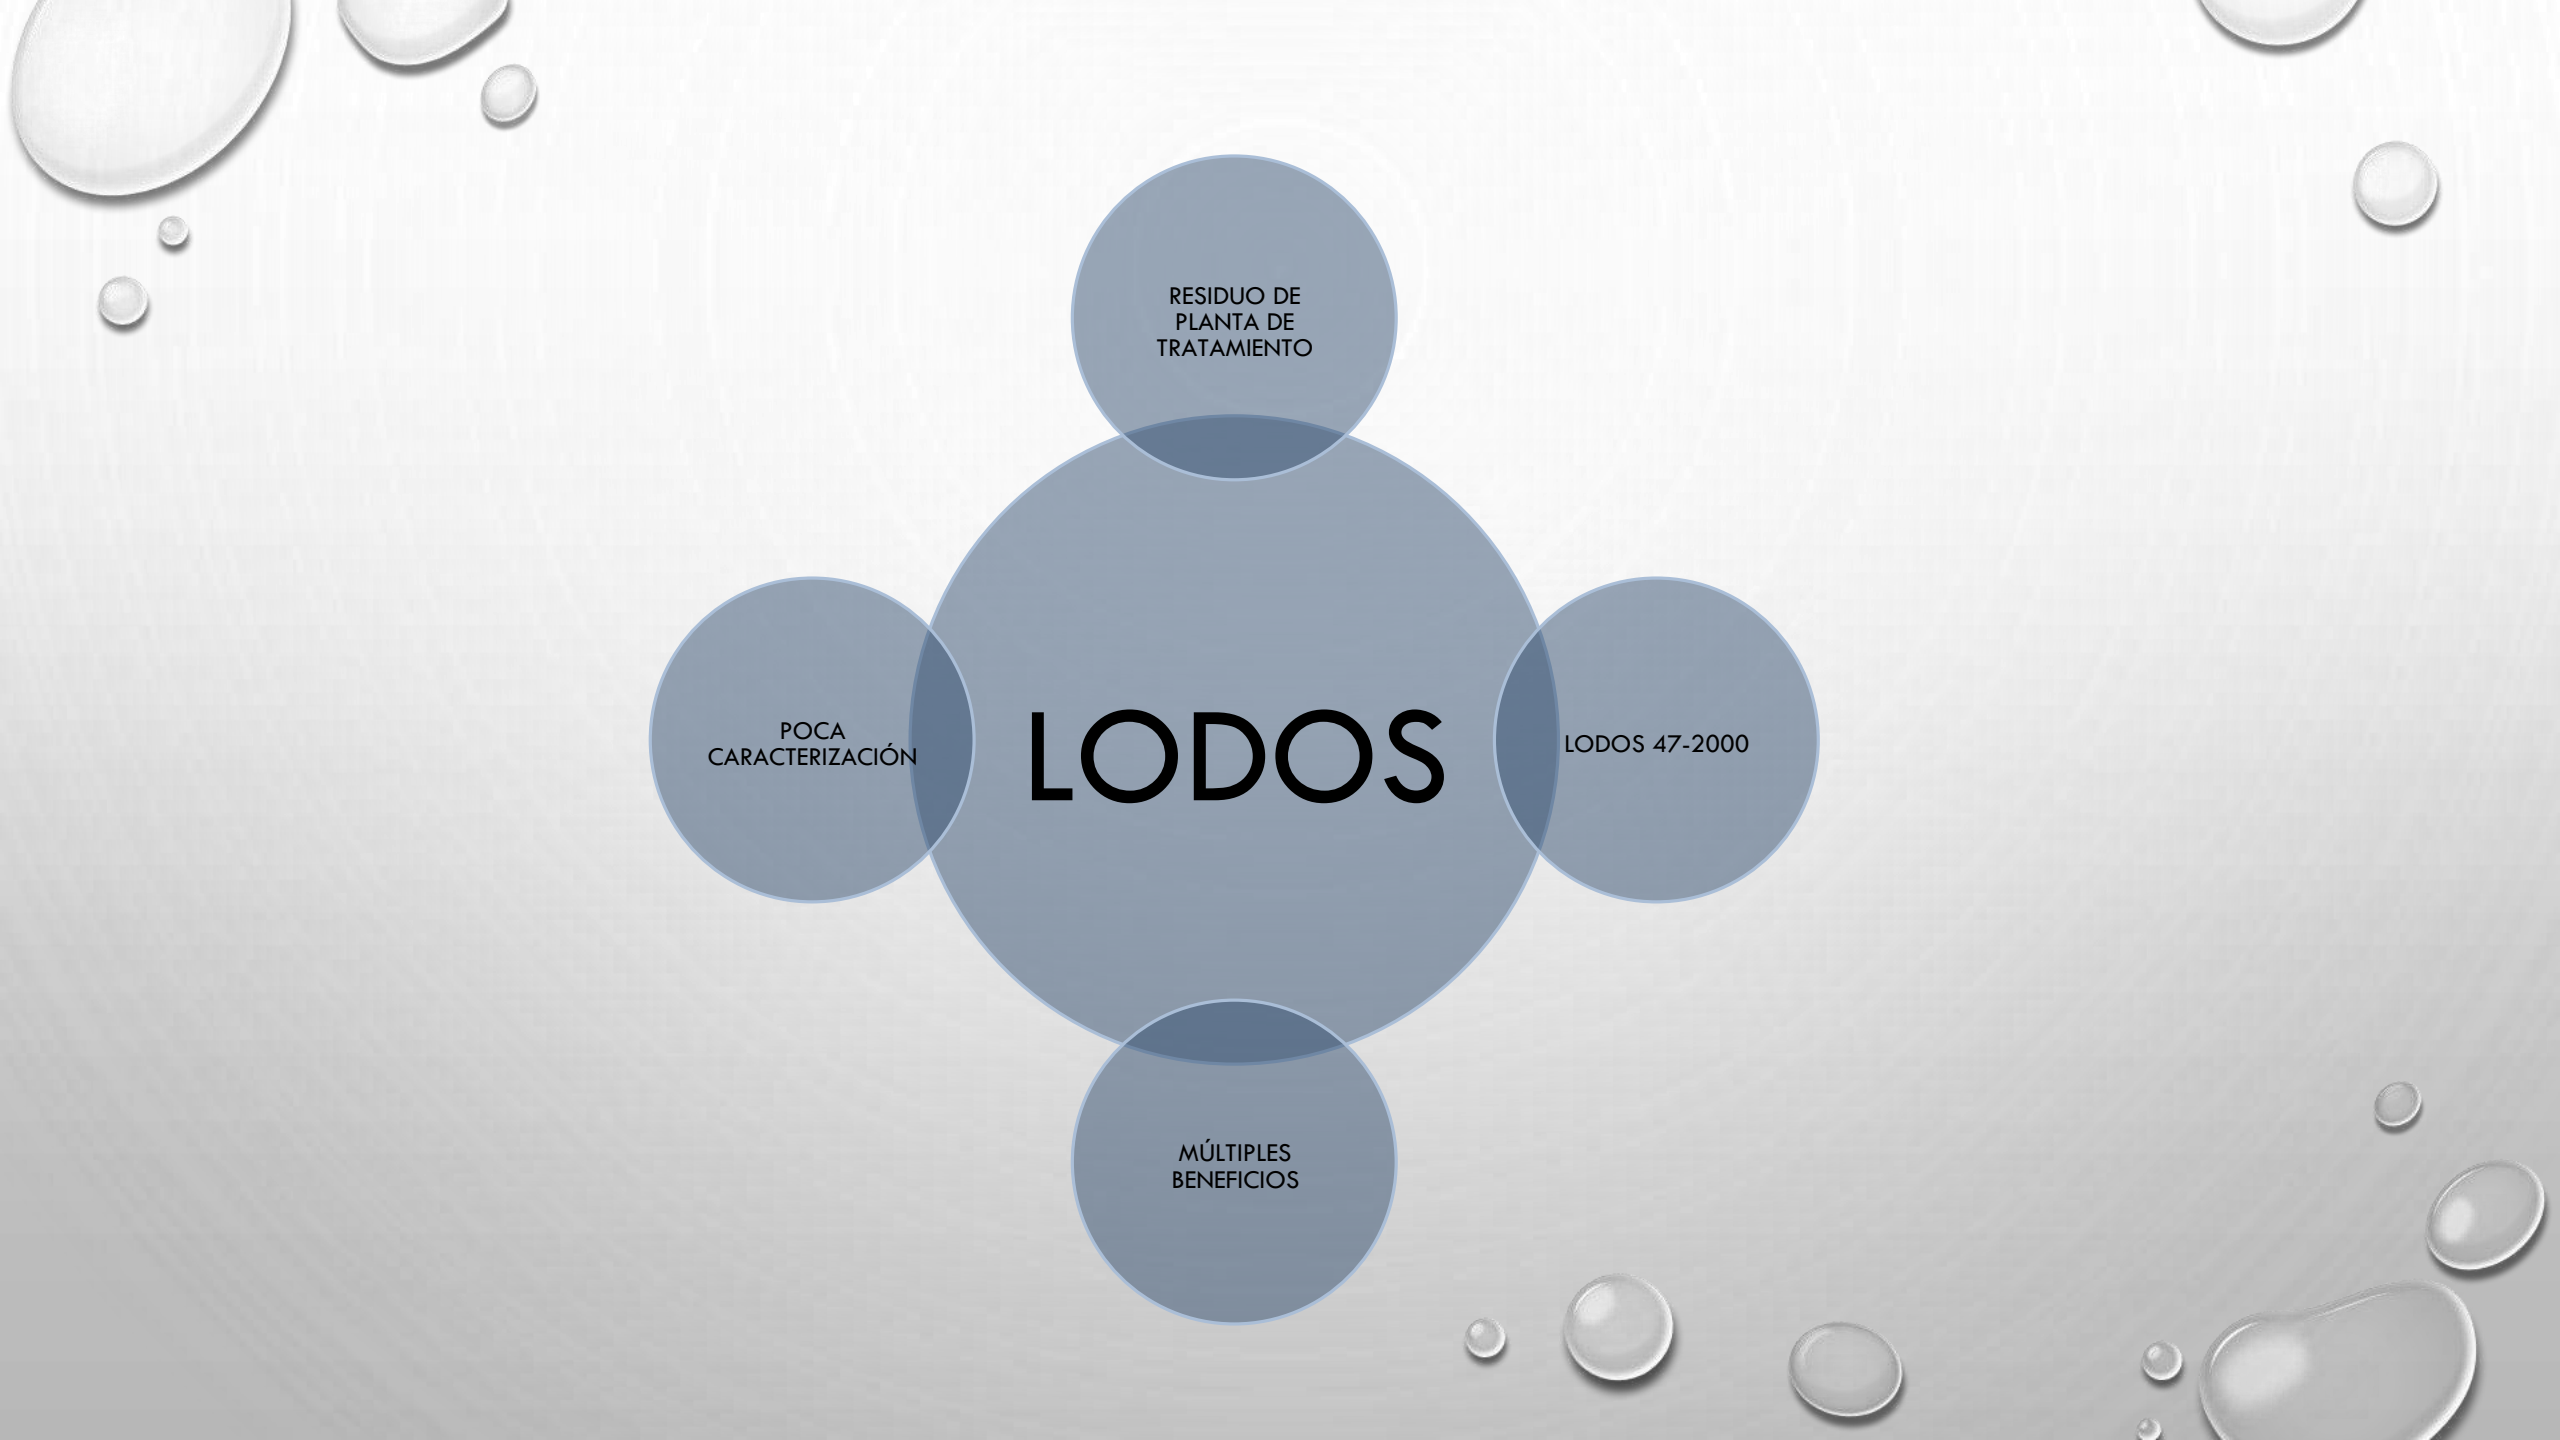 RESIDUO DE
PLANTA DE
TRATAMIENTO
POCA
CARACTERIZACIÓN
LODOS
LODOS 47-2000
MÚLTIPLES
BENEFICIOS